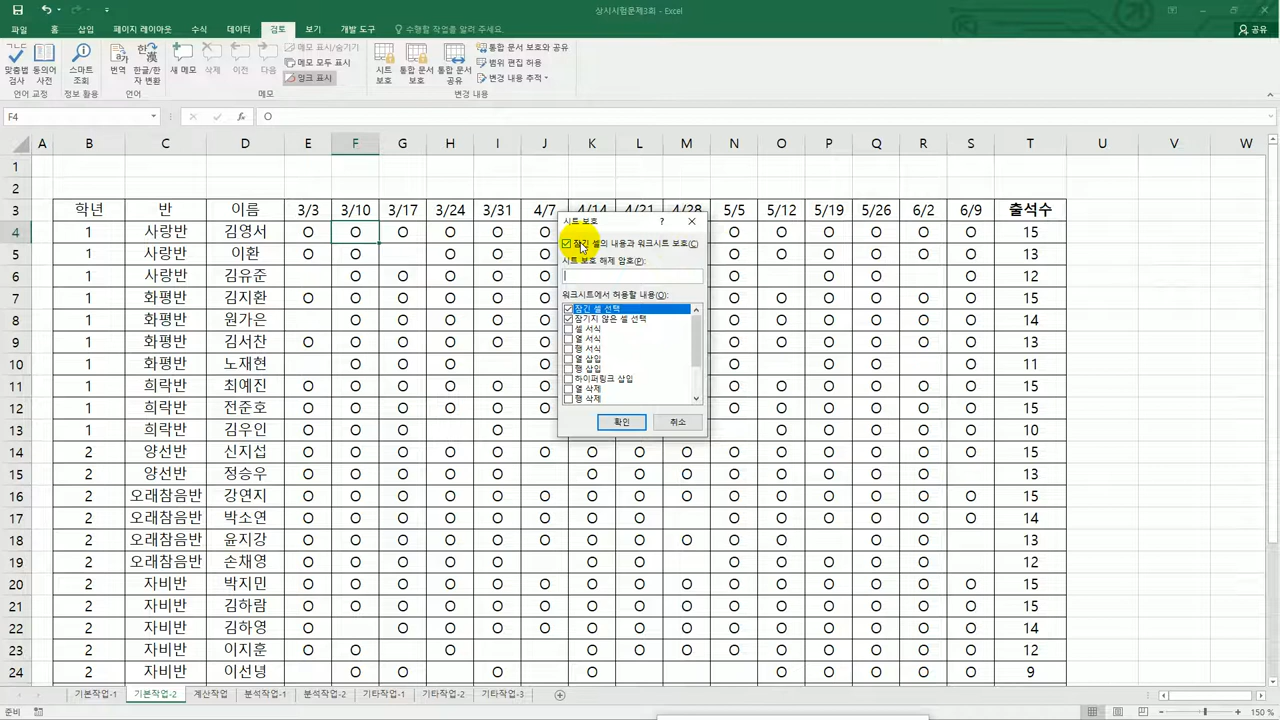 상시시험문제3회 - Excel
파일 홈 삽입 페이지 레이아웃 수식 데이터 검토 보기 개발 도구 수행할 작업을 알려 주세요. 공유
맞춤법 검사 동의어 사전 스마트 조회 번역 한글/한자 변환 새 메모 삭제 이전 다음 메모 표시/숨기기 메모 모두 표시 잉크 표시 시트 보호 통합 문서 보호 통합 문서 공유 통합 문서 보호와 공유 범위 편집 허용 변경 내용 추적
언어 교정 정보 활용 언어 메모 변경 내용
F4 fx O
A B C D E F G H I J K L M N O P Q R S T U V W
1
2
3 학년 반 이름 3/3 3/10 3/17 3/24 3/31 4/7 4/14 4/21 4/28 5/5 5/12 5/19 5/26 6/2 6/9 출석수
4 1 사랑반 김영서 O O O O O O O O O O O O 15
5 1 사랑반 이환 O O O O O O O O O O O 13
6 1 사랑반 김유준 O O O O O O O O O O 12
7 1 화평반 김지환 O O O O O O O O O O O O 15
8 1 화평반 원가은 O O O O O O O O O O O 14
9 1 화평반 김서찬 O O O O O O O O O O O 13
10 1 화평반 노재현 O O O O O O O O 11
11 1 희락반 최예진 O O O O O O O O O O O O 15
12 1 희락반 전준호 O O O O O O O O O O O O 15
13 1 희락반 김우인 O O O O O O O 10
14 2 양선반 신지섭 O O O O O O O O O O O O O O O 15
15 2 양선반 정승우 O O O O O O O O O O O O O 13
16 2 오래참음반 강연지 O O O O O O O O O O O O O O O 15
17 2 오래참음반 박소연 O O O O O O O O O O O O O O 14
18 2 오래참음반 윤지강 O O O O O O O O O O O O O 13
19 2 오래참음반 손채영 O O O O O O O O O O O O 12
20 2 자비반 박지민 O O O O O O O O O O O O O O O 15
21 2 자비반 김하람 O O O O O O O O O O O O O O O 15
22 2 자비반 김하영 O O O O O O O O O O O O O O 14
23 2 자비반 이지훈 O O O O O O O O O O O O 12
24 2 자비반 이선녕 O O O O O O O O O 9
시트 보호 ?
잠긴 셀의 내용과 워크시트 보호(C)
시트 보호 해제 암호(P):
워크시트에서 허용할 내용(O):
잠긴 셀 선택
잠기지 않은 셀 선택
셀 서식
열 서식
행 서식
열 삽입
행 삽입
하이퍼링크 삽입
열 삭제
행 삭제
확인 취소
기본작업-1 기본작업-2 계산작업 분석작업-1 분석작업-2 기타작업-1 기타작업-2 기타작업-3
준비 150 %